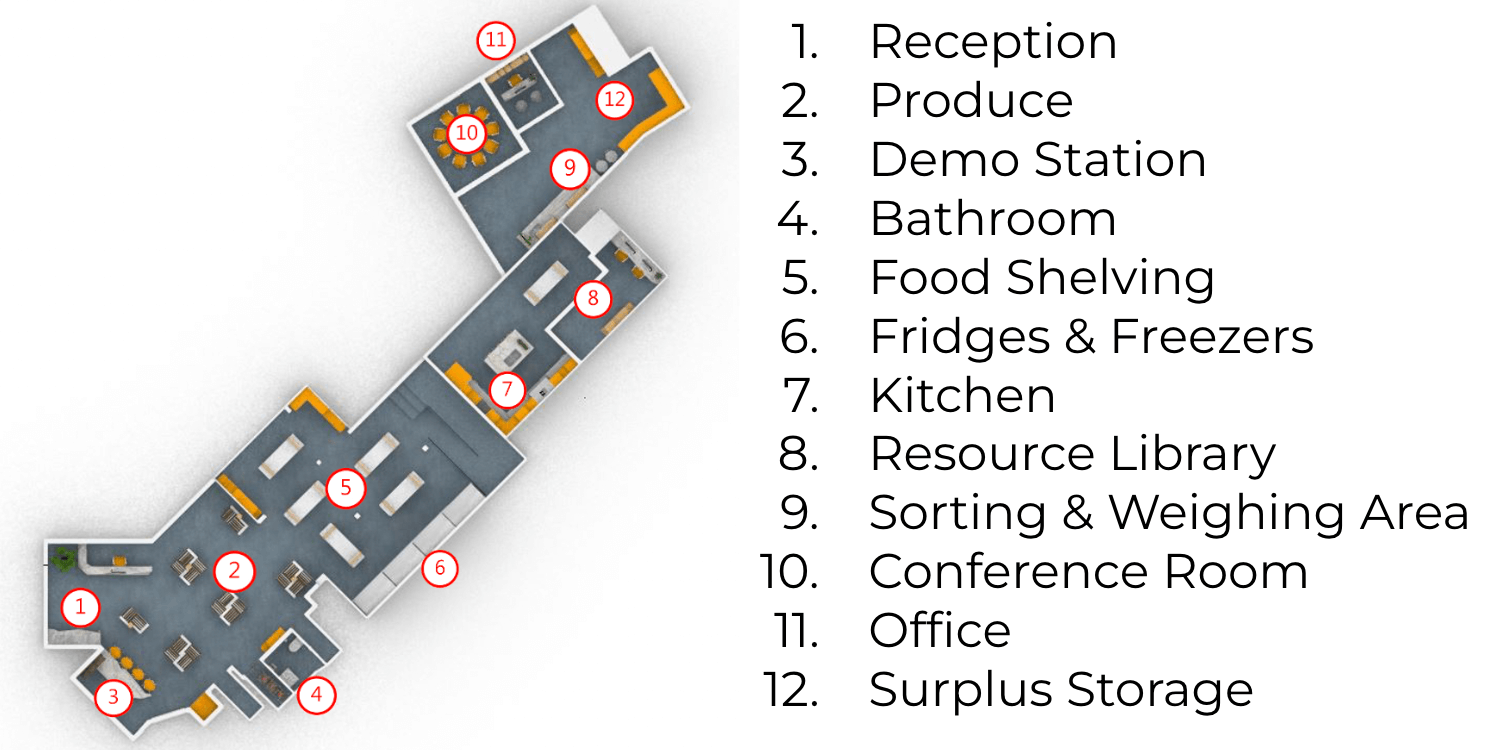 11
12
10
9
8
7
5
6
2
1
3
4
1. Reception
2. Produce
3. Demo Station
4. Bathroom
5. Food Shelving
6. Fridges & Freezers
7. Kitchen
8. Resource Library
9. Sorting & Weighing Area
10. Conference Room
11. Office
12. Surplus Storage